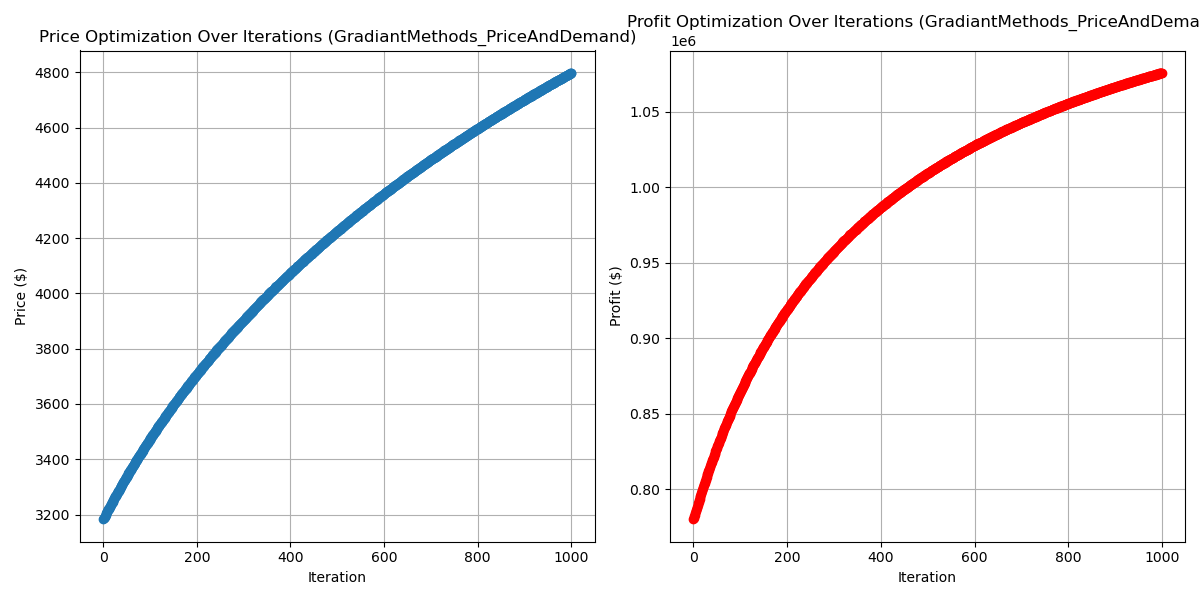 Price Optimization Over Iterations (GradiantMethods_PriceAndDemand)
4800
4600
4400
4200
4000
3800
3600
3400
3200
Price ($)
0 200 400 600 800 1000
Iteration
Profit Optimization Over Iterations (GradiantMethods_PriceAndDema
1e6
1.05
1.00
0.95
0.90
0.85
0.80
Profit ($)
0 200 400 600 800 1000
Iteration